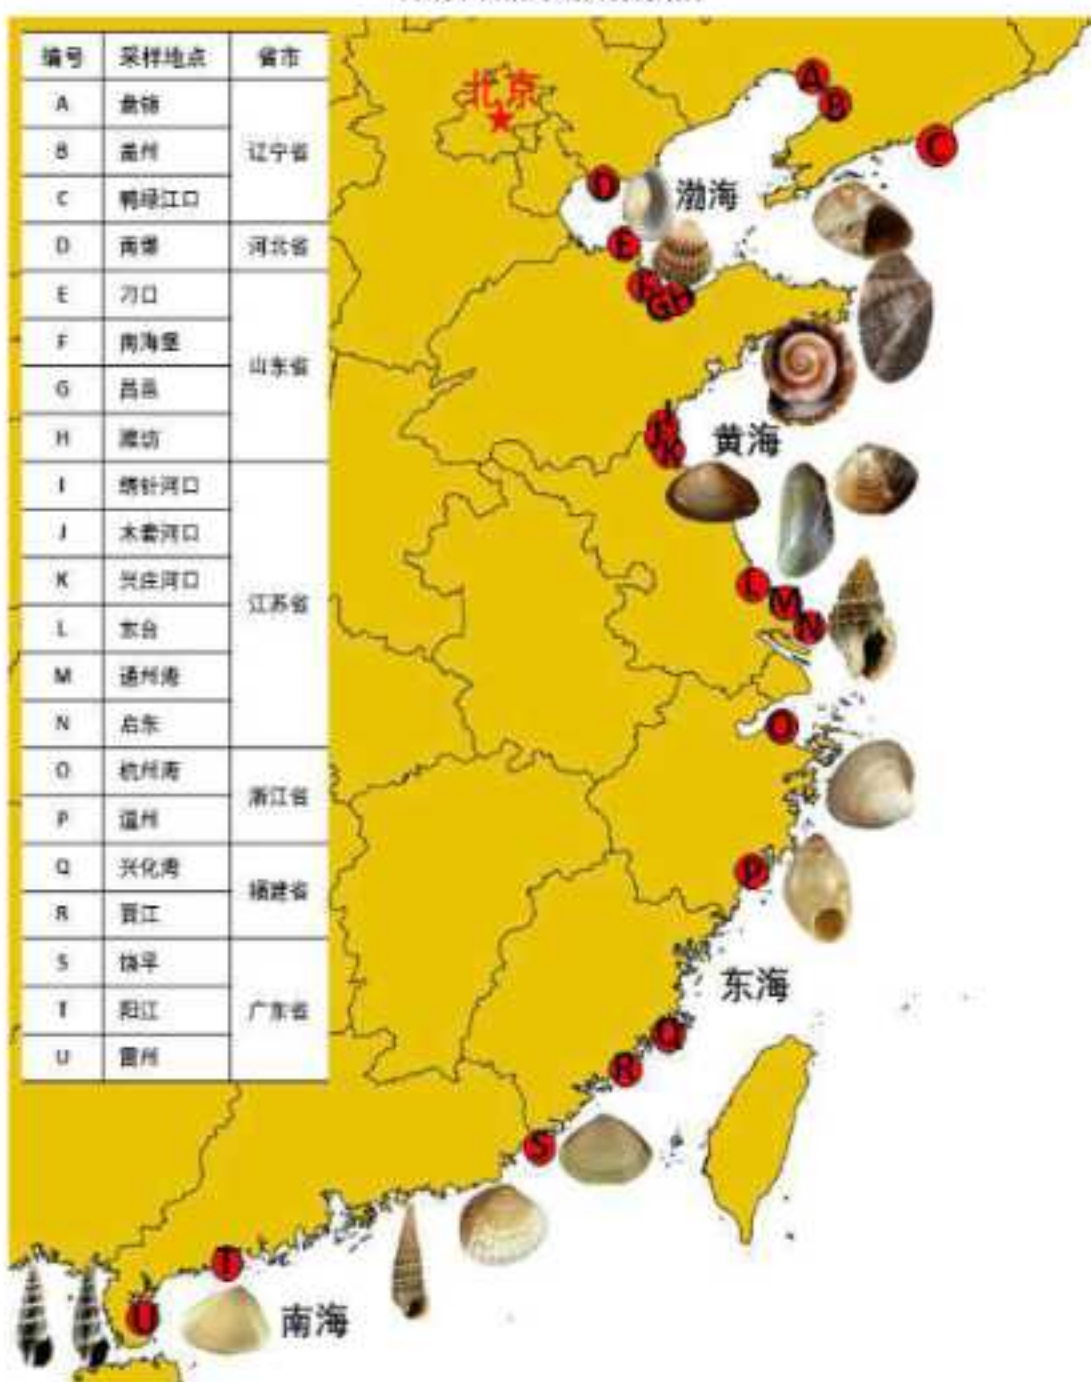 编号 采样地点 省市
A 盘锦
B 盖州 辽宁省
C 鸭绿江口
D 南堡 河北省
E 刁口
F 南海堡
G 昌邑 山东省
H 潍坊
I 绣针河口
J 木套河口
K 兴庄河口
L 东台 江苏省
M 通州湾
N 启东
O 杭州湾
P 温州 浙江省
Q 兴化湾
R 晋江 福建省
S 饶平
T 阳江 广东省
U 雷州
北京
A
B
C
D
渤海
E
F
G
H
J
K
黄海
L
M
N
O
P
东海
Q
R
S
T
U
南海